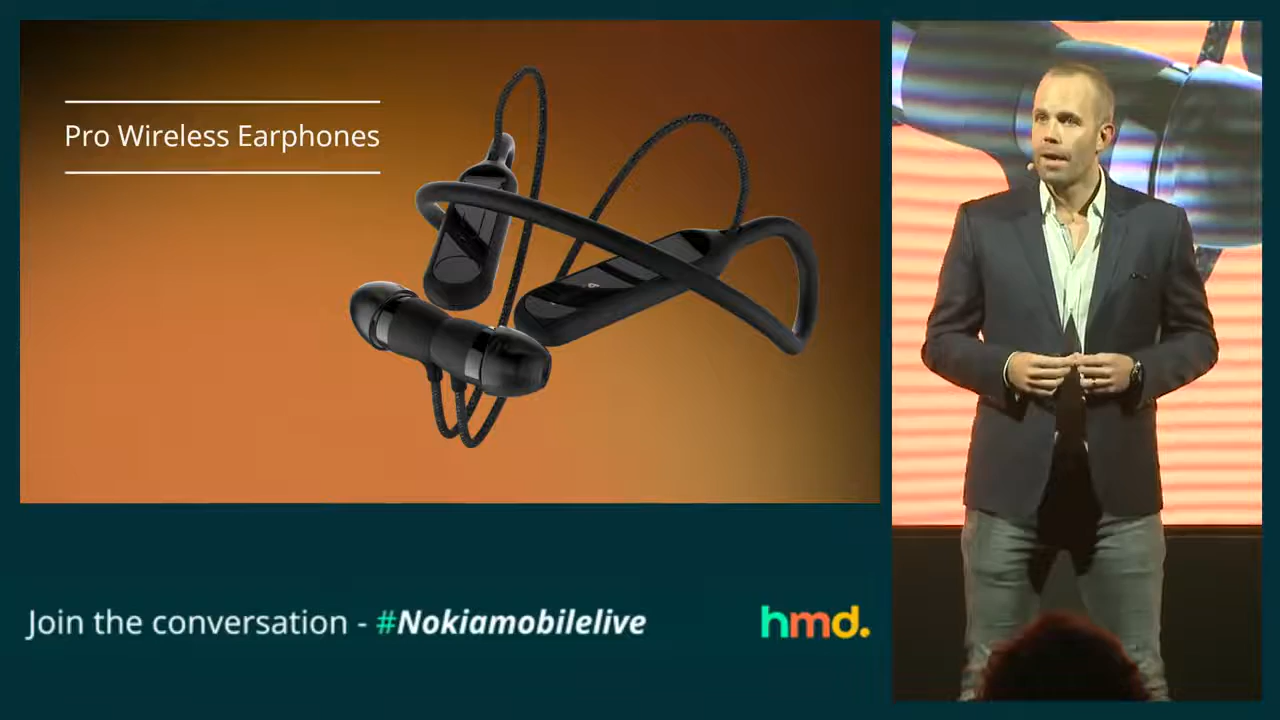 Pro Wireless Earphones
Join the conversation - #Nokiamobilelive
hmd.